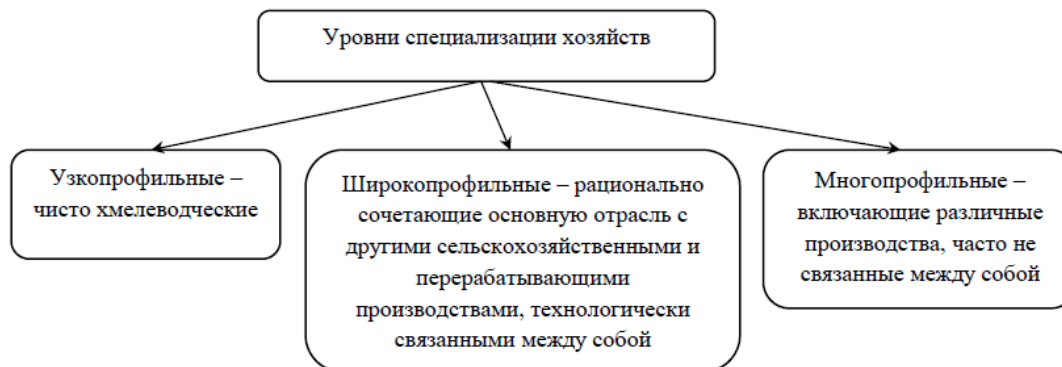 Уровни специализации хозяйств
Узкопрофильные –
чисто хмелеводческие
Широкопрофильные – рационально
сочетающие основную отрасль с
другими сельскохозяйственными и
перерабатывающими
производствами, технологически
связанными между собой
Многопрофильные –
включающие различные
производства, часто не
связанные между собой